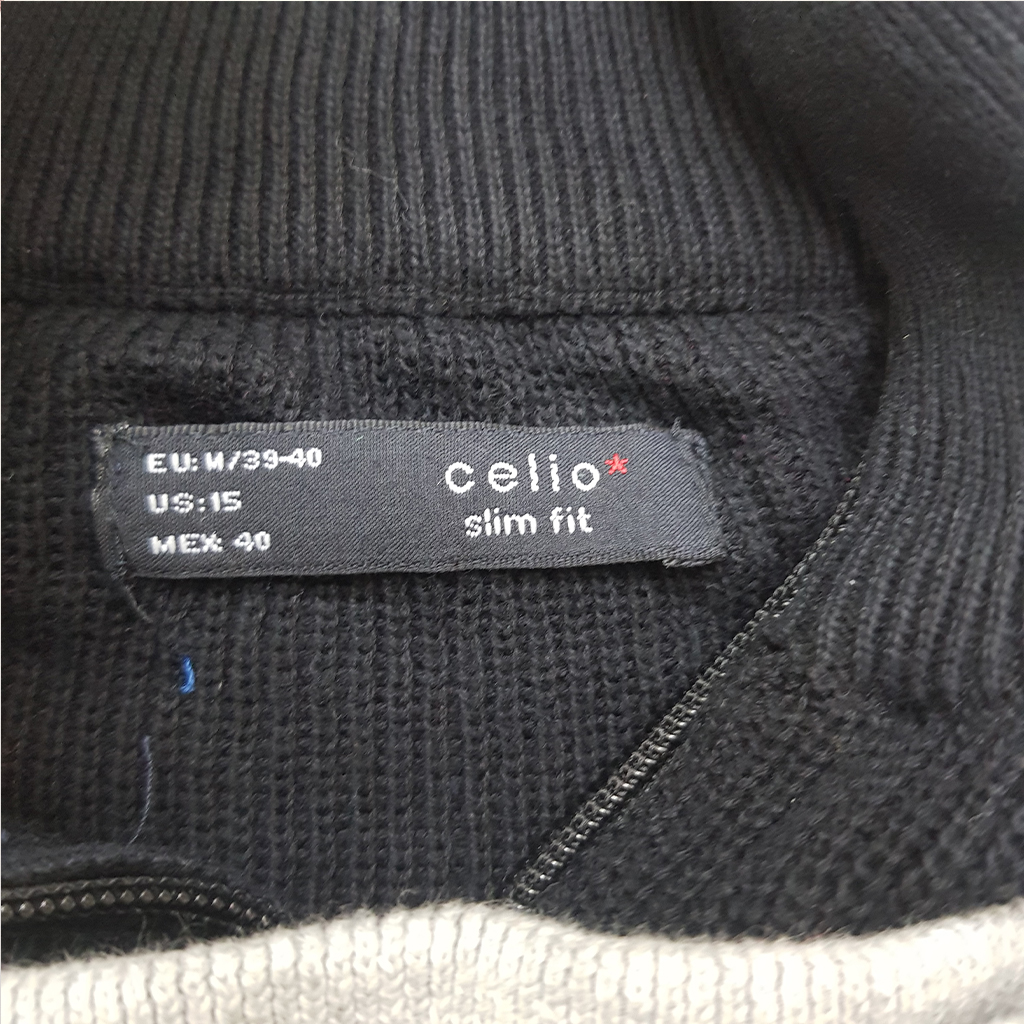 EU: M/39-40
US:15
MEX: 40
celio*
slim fit